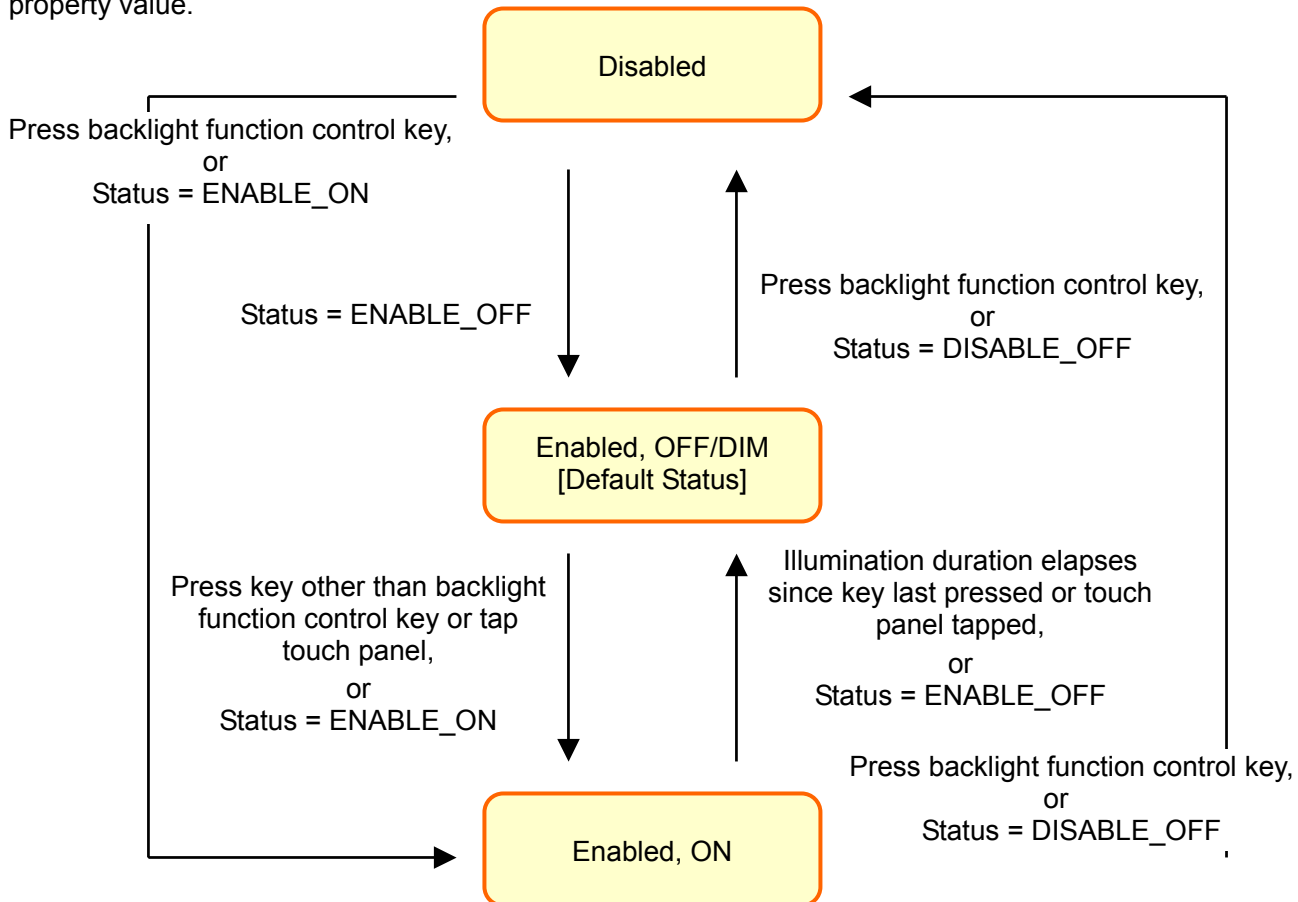 property value.
Disabled
Press backlight function control key,
or
Status = ENABLE_ON
Status = ENABLE_OFF
Press backlight function control key,
or
Status = DISABLE_OFF
Enabled, OFF/DIM
[Default Status]
Press key other than backlight
function control key or tap
touch panel,
or
Status = ENABLE_ON
Illumination duration elapses
since key last pressed or touch
panel tapped,
or
Status = ENABLE_OFF
Press backlight function control key,
or
Status = DISABLE_OFF
Enabled, ON